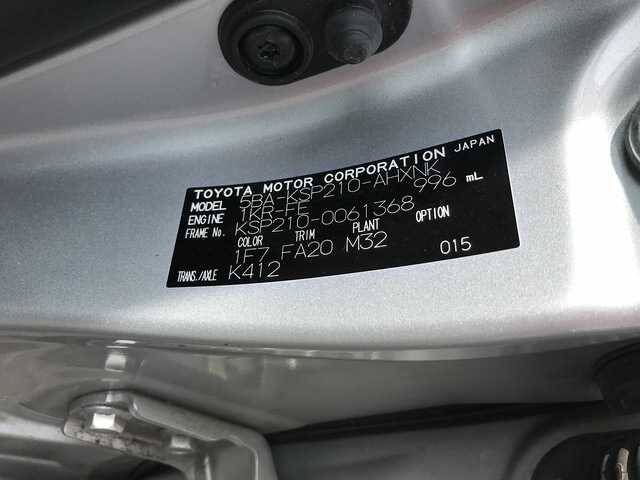 TOYOTA MOTOR CORPORATION JAPAN
MODEL 5BA-KSP210-AHXNK
ENGINE 1KR-FE 996 mL
FRAME No. KSP210-0061368
COLOR TRIM PLANT OPTION
1F7 FA20 M32 015
TRANS./AXLE K412